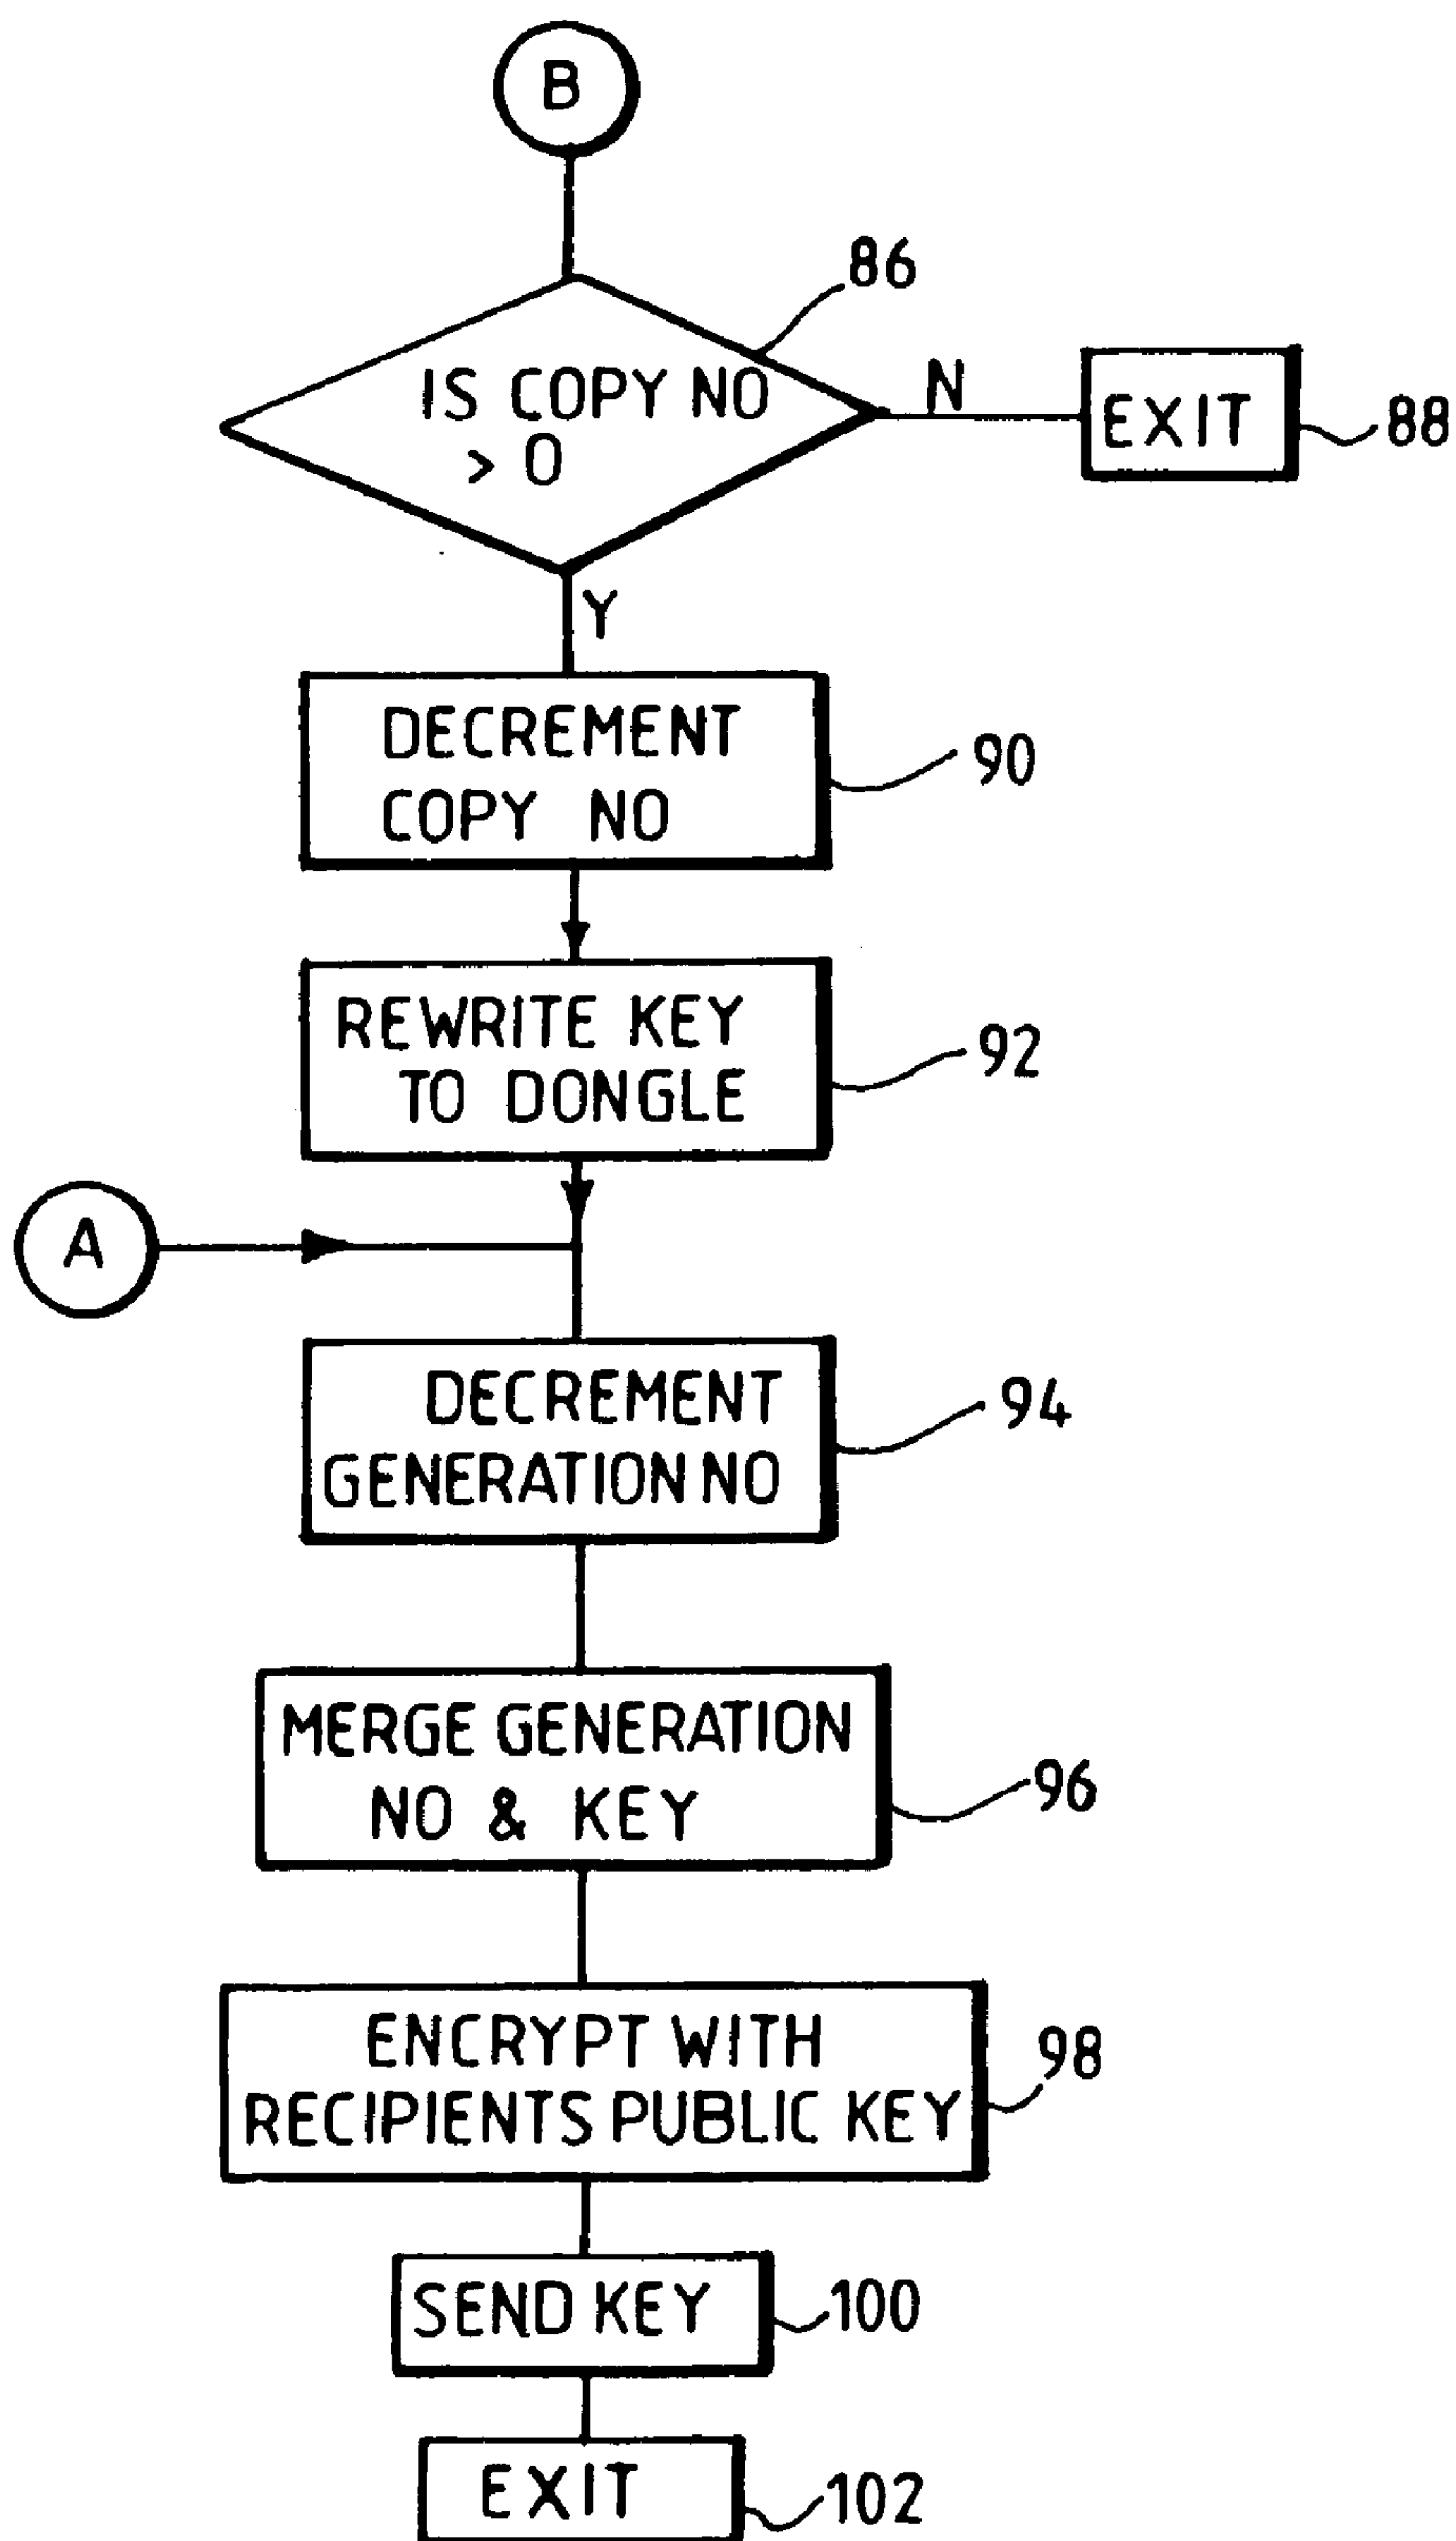 B
86
IS COPY NO
> 0
N
EXIT
88
Y
DECREMENT
COPY NO
90
REWRITE KEY
TO DONGLE
92
A
DECREMENT
GENERATION NO
94
MERGE GENERATION
NO & KEY
96
ENCRYPT WITH
RECIPIENTS PUBLIC KEY
98
SEND KEY
100
EXIT
102